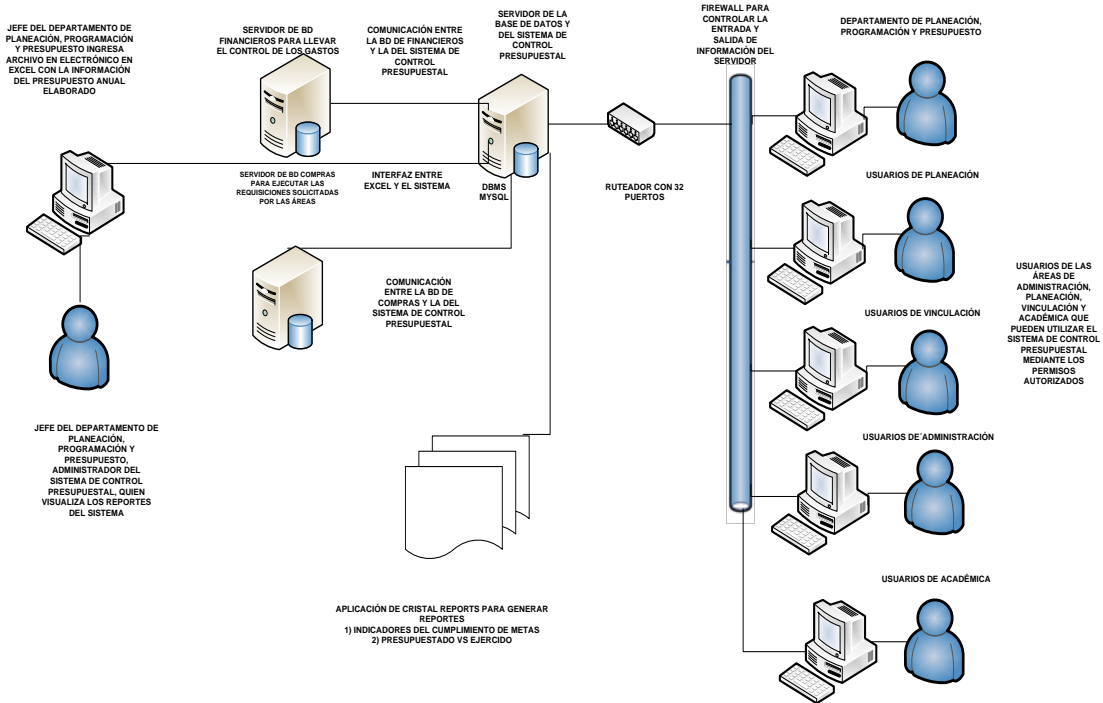 JEFE DEL DEPARTAMENTO DE
PLANEACIÓN, PROGRAMACIÓN
Y PRESUPUESTO INGRESA
ARCHIVO EN ELECTRÓNICO EN
EXCEL CON LA INFORMACIÓN
DEL PRESUPUESTO ANUAL
ELABORADO
SERVIDOR DE BD
FINANCIEROS PARA LLEVAR
EL CONTROL DE LOS GASTOS
COMUNICACIÓN ENTRE
LA BD DE FINANCIEROS
Y LA DEL SISTEMA DE
CONTROL
PRESUPUESTAL
SERVIDOR DE LA
BASE DE DATOS Y
DEL SISTEMA DE
CONTROL
PRESUPUESTAL
FIREWALL PARA
CONTROLAR LA
ENTRADA Y
SALIDA DE
INFORMACIÓN DEL
SERVIDOR
DEPARTAMENTO DE PLANEACIÓN,
PROGRAMACIÓN Y PRESUPUESTO
SERVIDOR DE BD COMPRAS
PARA EJECUTAR LAS
REQUISICIONES SOLICITADAS
POR LAS ÁREAS
INTERFAZ ENTRE
EXCEL Y EL SISTEMA
DBMS
MYSQL
RUTEADOR CON 32
PUERTOS
USUARIOS DE PLANEACIÓN
COMUNICACIÓN
ENTRE LA BD DE
COMPRAS Y LA DEL
SISTEMA DE CONTROL
PRESUPUESTAL
USUARIOS DE VINCULACIÓN
USUARIOS DE LAS
ÁREAS DE
ADMINISTRACIÓN,
PLANEACIÓN,
VINCULACIÓN Y
ACADÉMICA QUE
PUEDEN UTILIZAR EL
SISTEMA DE CONTROL
PRESUPUESTAL
MEDIANTE LOS
PERMISOS
AUTORIZADOS
JEFE DEL DEPARTAMENTO DE
PLANEACIÓN,
PROGRAMACIÓN Y
PRESUPUESTO,
ADMINISTRADOR DEL
SISTEMA DE CONTROL
PRESUPUESTAL, QUIEN
VISUALIZA LOS REPORTES
DEL SISTEMA
USUARIOS DE´ADMINISTRACIÓN
USUARIOS DE ACADÉMICA
APLICACIÓN DE CRISTAL REPORTS PARA GENERAR
REPORTES
1) INDICADORES DEL CUMPLIMIENTO DE METAS
2) PRESUPUESTADO VS EJERCIDO